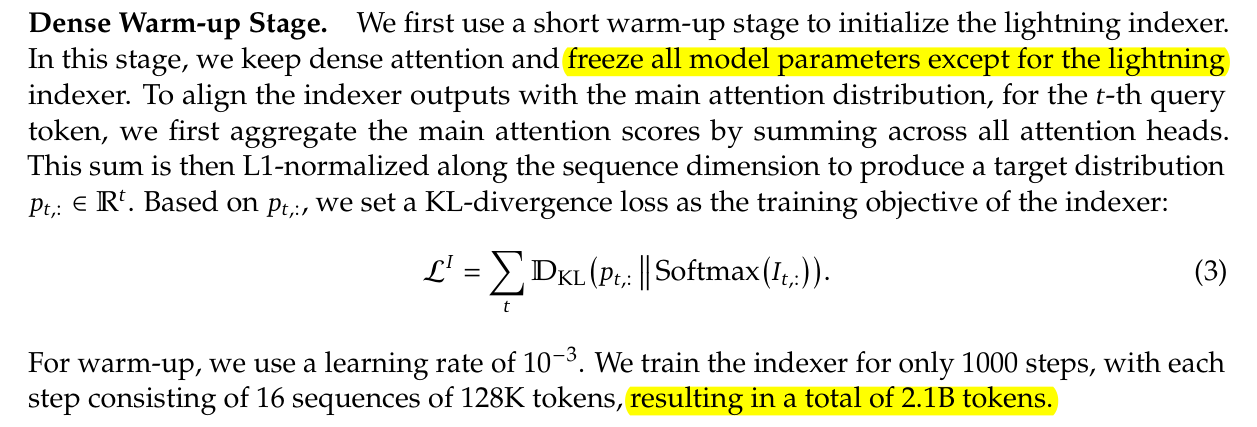 Dense Warm-up Stage. We first use a short warm-up stage to initialize the lightning indexer.
In this stage, we keep dense attention and freeze all model parameters except for the lightning
indexer. To align the indexer outputs with the main attention distribution, for the t-th query
token, we first aggregate the main attention scores by summing across all attention heads.
This sum is then L1-normalized along the sequence dimension to produce a target distribution
pₜ,: ∈ ℝᵗ. Based on pₜ,:, we set a KL-divergence loss as the training objective of the indexer:
ℒᴵ = ∑ₜ 𝔻_KL(pₜ,: ‖ Softmax(Iₜ,:)). (3)
For warm-up, we use a learning rate of 10⁻³. We train the indexer for only 1000 steps, with each
step consisting of 16 sequences of 128K tokens, resulting in a total of 2.1B tokens.